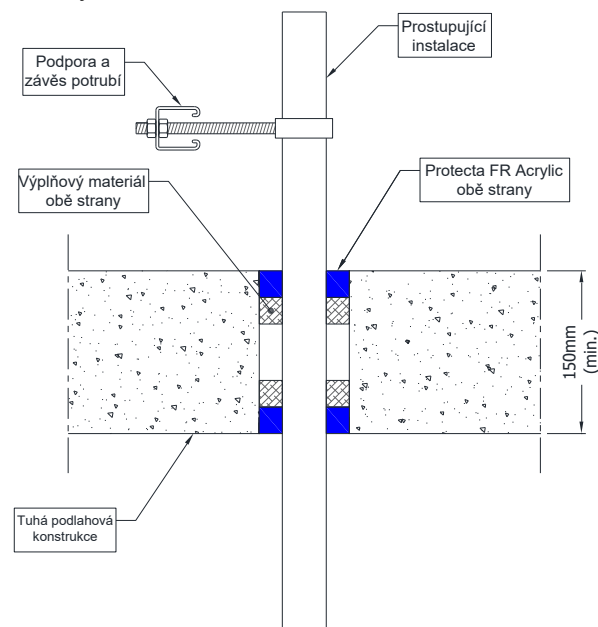 Prostupující
instalace
Podpora a
závěs potrubí
Protecta FR Acrylic
obě strany
Výplňový materiál
obě strany
150mm
(min.)
Tuhá podlahová
konstrukce